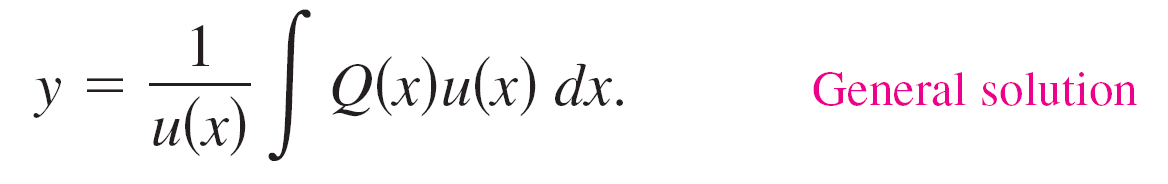 y = 1/u(x) ∫ Q(x)u(x) dx. General solution